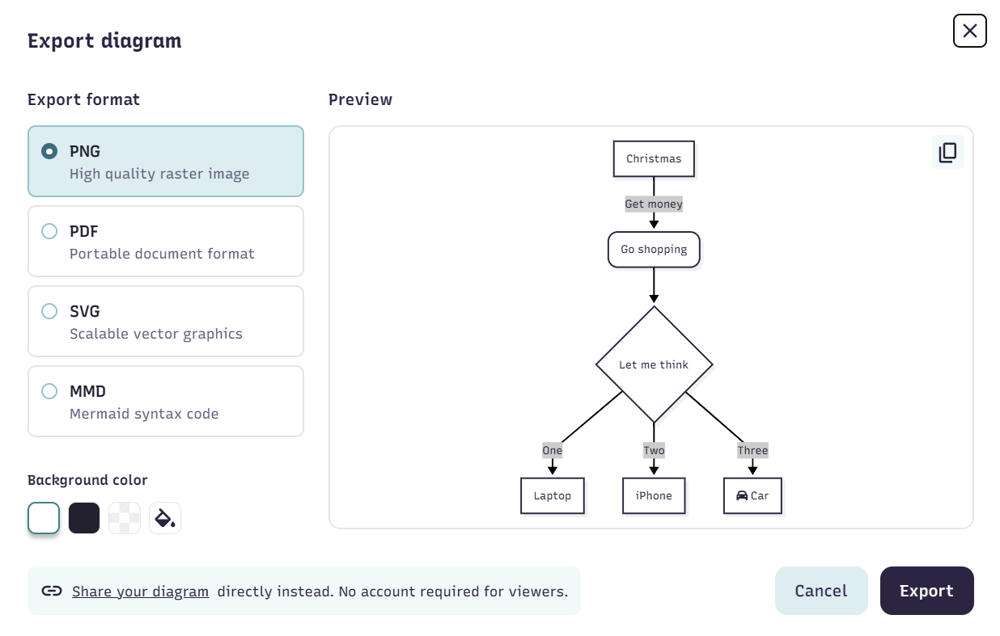 Export diagram
Export format
PNG
High quality raster image
PDF
Portable document format
SVG
Scalable vector graphics
MMD
Mermaid syntax code
Background color
Preview
Christmas
Get money
Go shopping
Let me think
One
Two
Three
Laptop
iPhone
Car
Share your diagram directly instead. No account required for viewers.
Cancel
Export